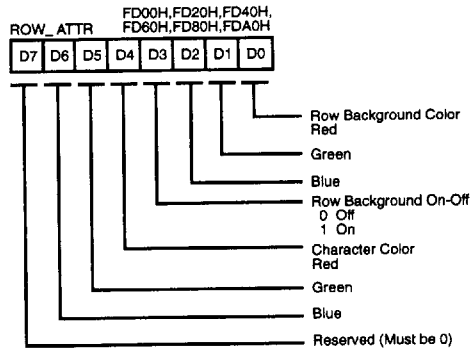 FD00H,FD20H,FD40H,
ROW_ ATTR FD60H,FD80H,FDA0H
D7 D6 D5 D4 D3 D2 D1 D0
Row Background Color
Red
Green
Blue
Row Background On-Off
0 Off
1 On
Character Color
Red
Green
Blue
Reserved (Must be 0)